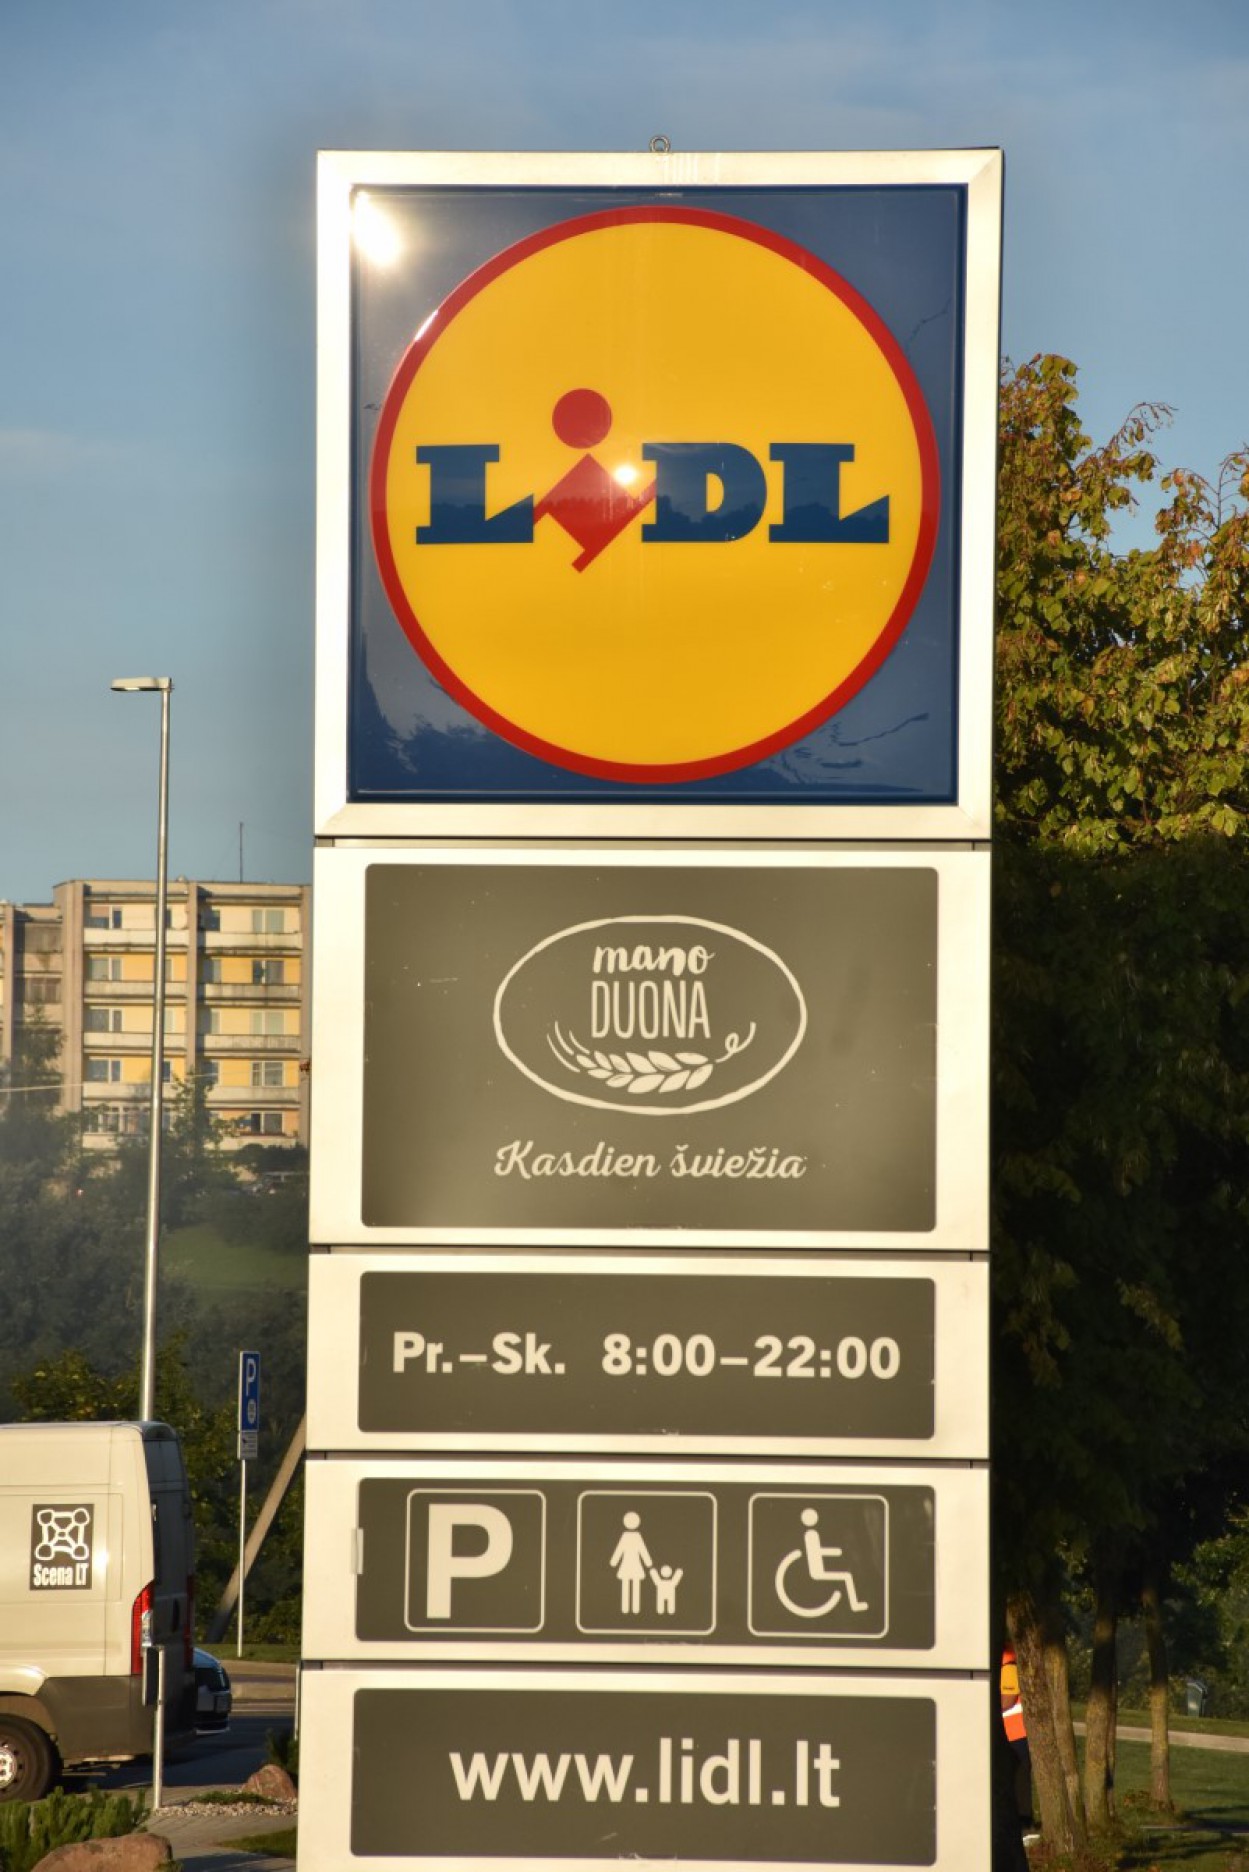 LIDL
mano
DUONA
Kasdien šviežia
Pr.–Sk. 8:00–22:00
P
www.lidl.lt
P
Scena LT